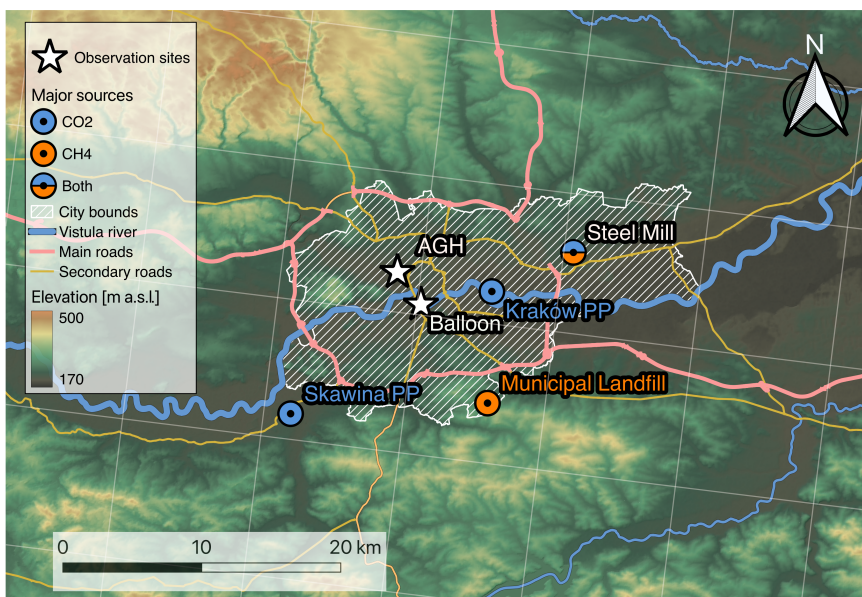 Observation sites
Major sources
CO2
CH4
Both
City bounds
Vistula river
Main roads
Secondary roads
Elevation [m a.s.l.]
500
170
N
Steel Mill
AGH
Kraków PP
Balloon
Skawina PP
Municipal Landfill
0 10 20 km